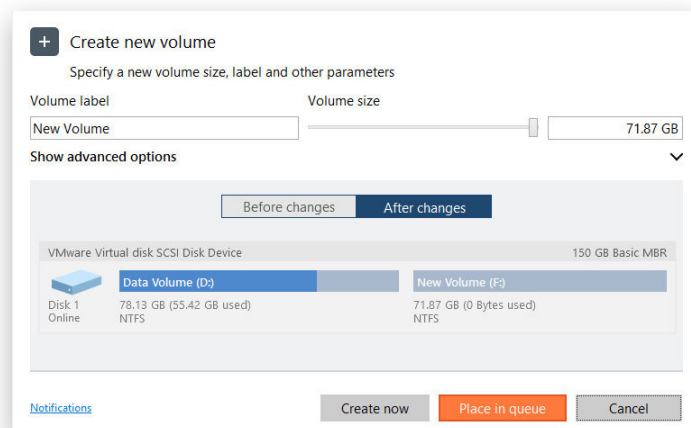 + Create new volume
Specify a new volume size, label and other parameters
Volume label Volume size
New Volume 71.87 GB
Show advanced options
Before changes After changes
VMware Virtual disk SCSI Disk Device 150 GB Basic MBR
Data Volume (D:) New Volume (F:)
Disk 1 78.13 GB (55.42 GB used) 71.87 GB (0 Bytes used)
Online NTFS NTFS
Notifications Create now Place in queue Cancel